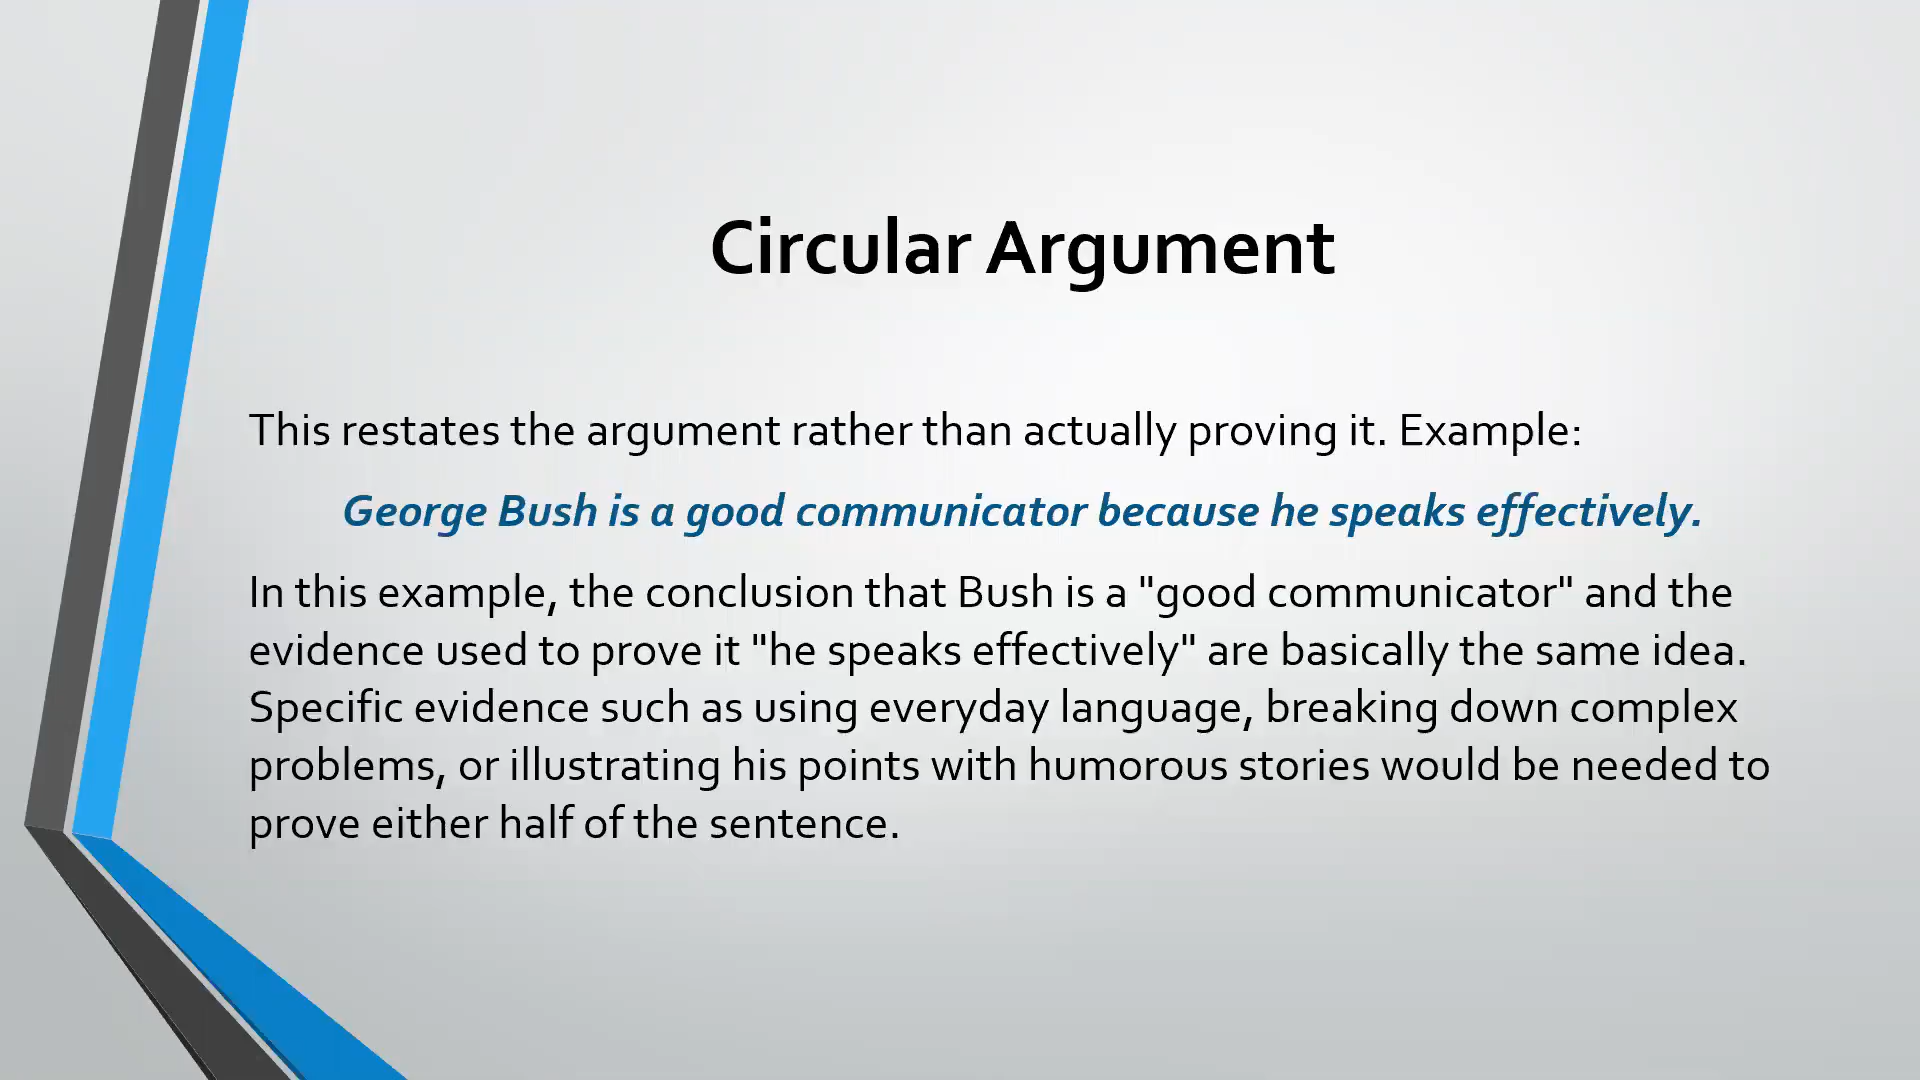 Circular Argument
This restates the argument rather than actually proving it. Example:
George Bush is a good communicator because he speaks effectively.
In this example, the conclusion that Bush is a "good communicator" and the
evidence used to prove it "he speaks effectively" are basically the same idea.
Specific evidence such as using everyday language, breaking down complex
problems, or illustrating his points with humorous stories would be needed to
prove either half of the sentence.